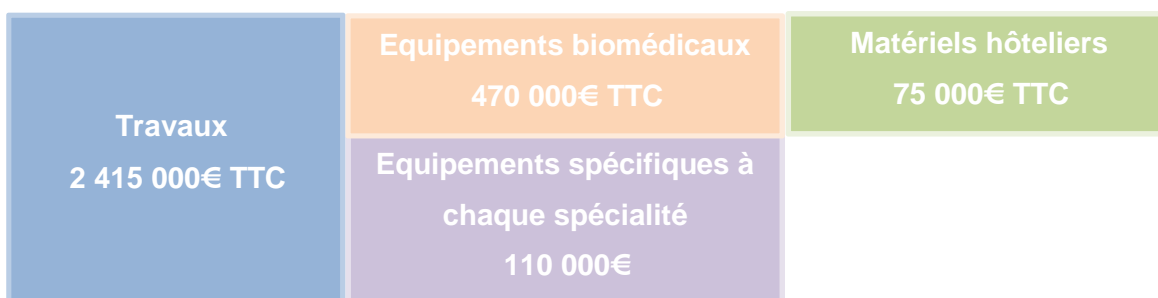 Travaux
2 415 000€ TTC
Equipements biomédicaux
470 000€ TTC
Equipements spécifiques à
chaque spécialité
110 000€
Matériels hôteliers
75 000€ TTC